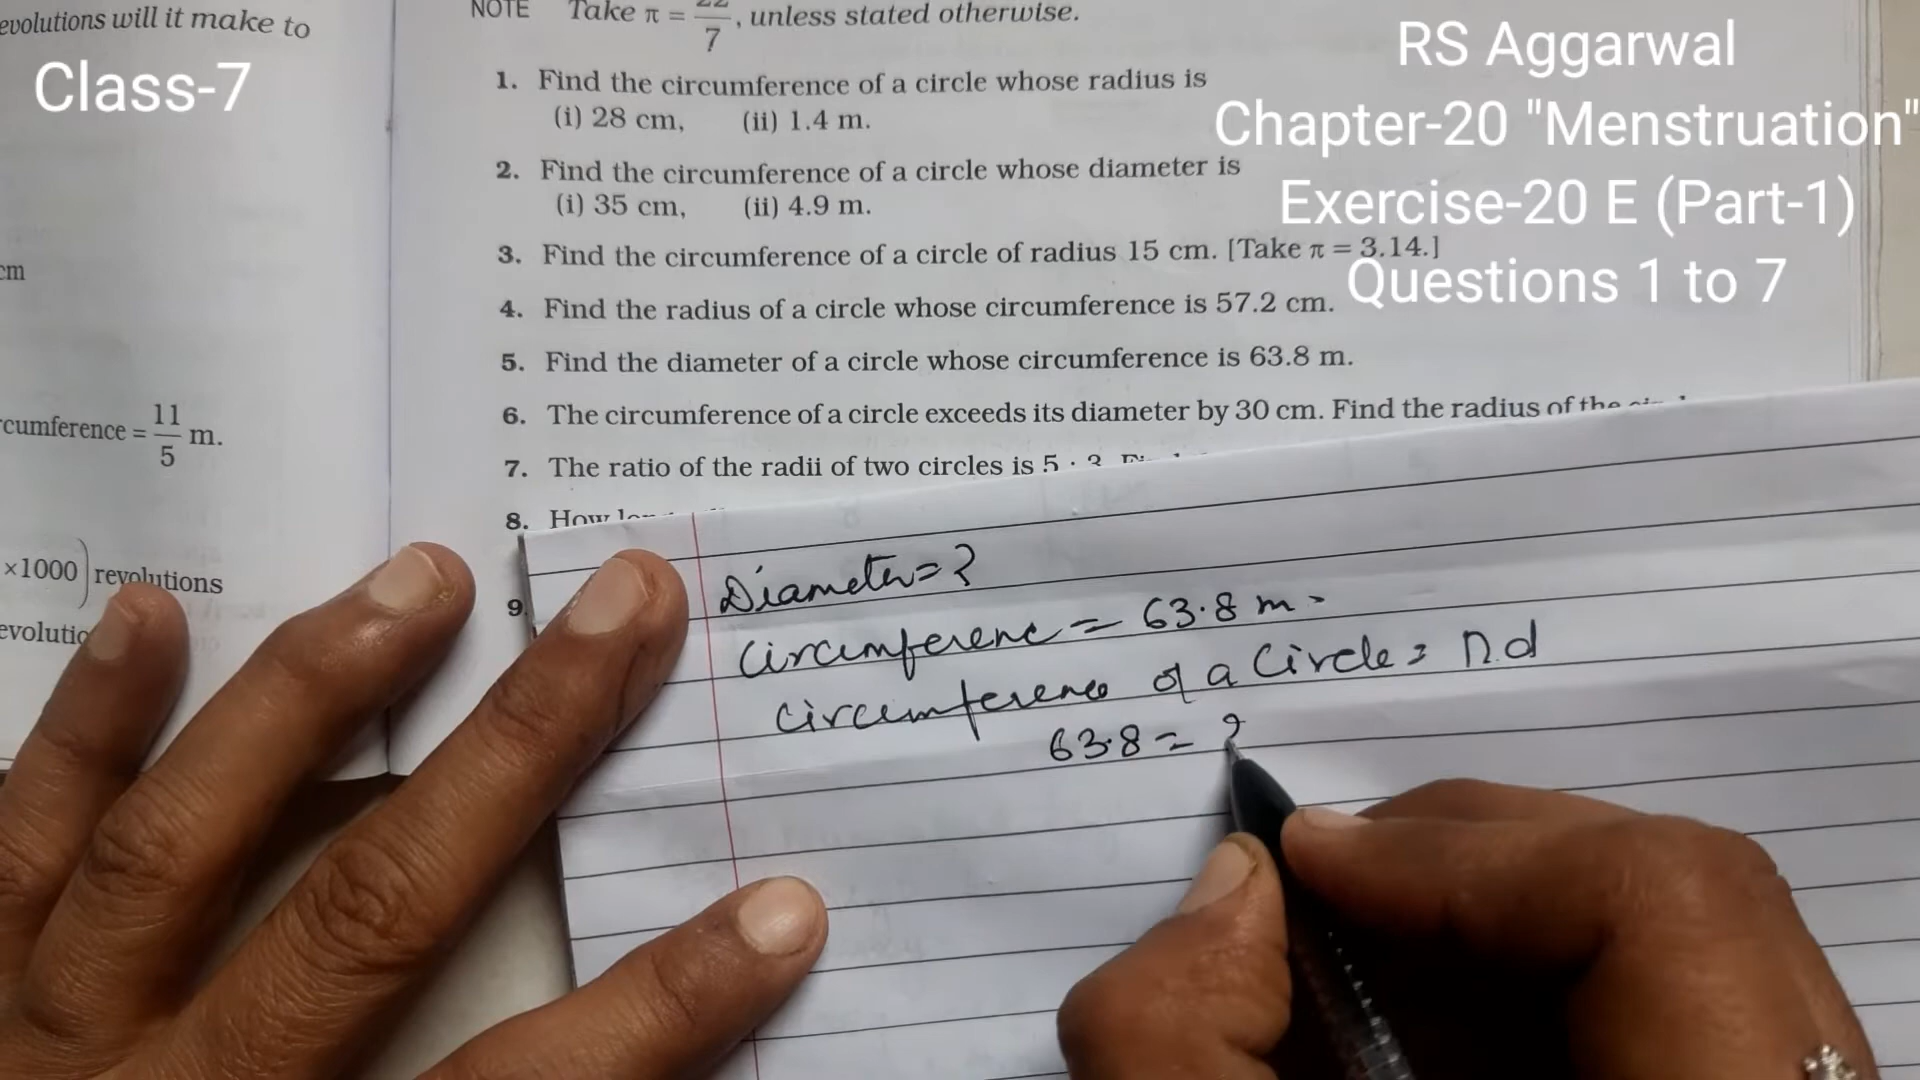 evolutions will it make to
Class-7
cm
cumference = 11/5 m.
×1000) revolutions
NOTE Take π = 22/7, unless stated otherwise.
1. Find the circumference of a circle whose radius is
(i) 28 cm, (ii) 1.4 m.
2. Find the circumference of a circle whose diameter is
(i) 35 cm, (ii) 4.9 m.
3. Find the circumference of a circle of radius 15 cm. [Take π = 3.14.]
4. Find the radius of a circle whose circumference is 57.2 cm.
5. Find the diameter of a circle whose circumference is 63.8 m.
6. The circumference of a circle exceeds its diameter by 30 cm. Find the radius of the
7. The ratio of the radii of two circles is 5 : 3.
8. How
9.
RS Aggarwal
Chapter-20 "Menstruation"
Exercise-20 E (Part-1)
Questions 1 to 7
Diameter = ?
Circumference = 63.8 m.
Circumference of a Circle = π.d
63.8 =